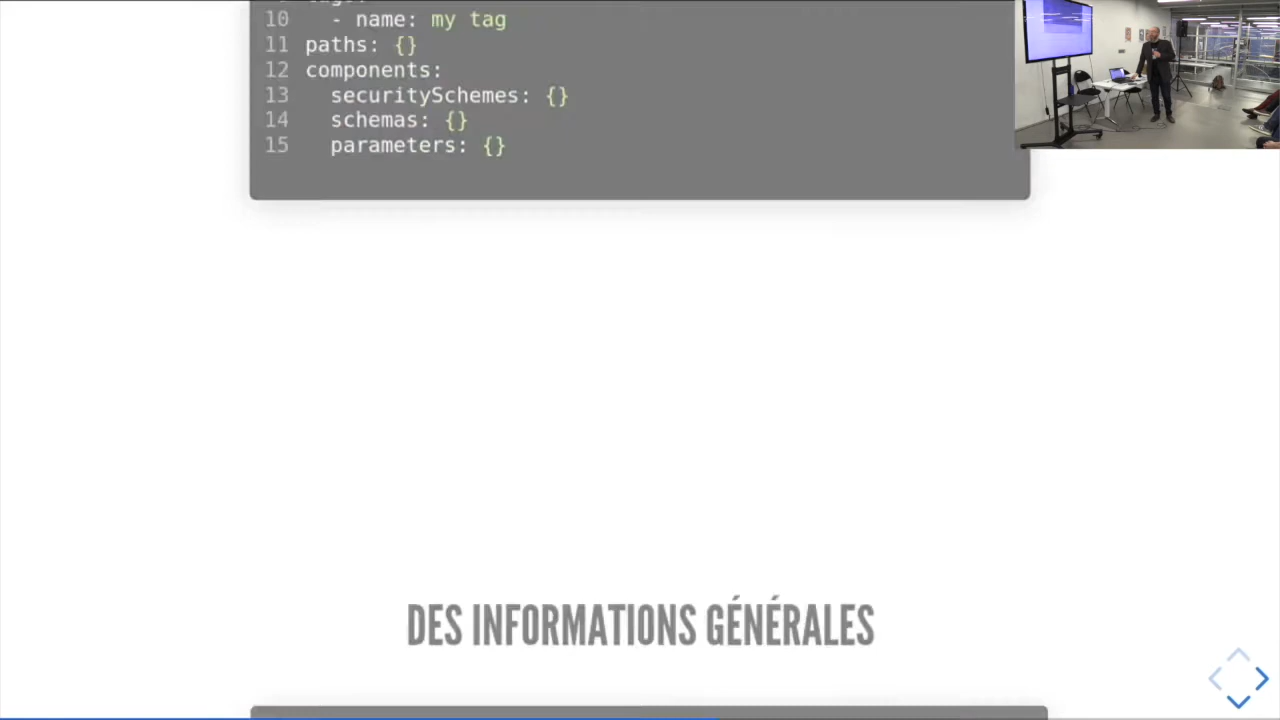 10 - name: my tag
11 paths: {}
12 components:
13 securitySchemes: {}
14 schemas: {}
15 parameters: {}
DES INFORMATIONS GÉNÉRALES